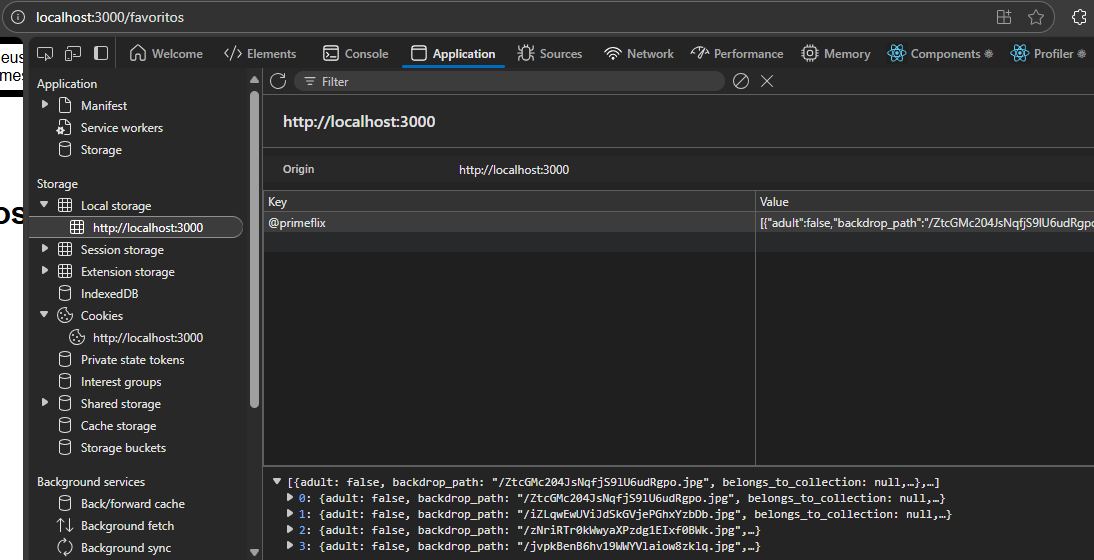 localhost:3000/favoritos
eus
mes
os
Welcome Elements Console Application Sources Network Performance Memory Components Profiler
Application
Manifest
Service workers
Storage
Storage
Local storage
http://localhost:3000
Session storage
Extension storage
IndexedDB
Cookies
http://localhost:3000
Private state tokens
Interest groups
Shared storage
Cache storage
Storage buckets
Background services
Back/forward cache
Background fetch
Background sync
Filter
http://localhost:3000
Origin http://localhost:3000
Key Value
@primeflix [{"adult":false,"backdrop_path":"/ZtcGMc204JsNqfjS9lU6udRgpo
[{adult: false, backdrop_path: "/ZtcGMc204JsNqfjS9lU6udRgpo.jpg", belongs_to_collection: null,…},…]
0: {adult: false, backdrop_path: "/ZtcGMc204JsNqfjS9lU6udRgpo.jpg", belongs_to_collection: null,…}
1: {adult: false, backdrop_path: "/iZLqwEwUViJdSkGVjePGhxYzbDb.jpg", belongs_to_collection: null,…}
2: {adult: false, backdrop_path: "/zNriRTr0kWwyaXPzdg1EIxf0BWk.jpg",…}
3: {adult: false, backdrop_path: "/jvpkBenB6hv19WWYVlaiow8zklq.jpg",…}